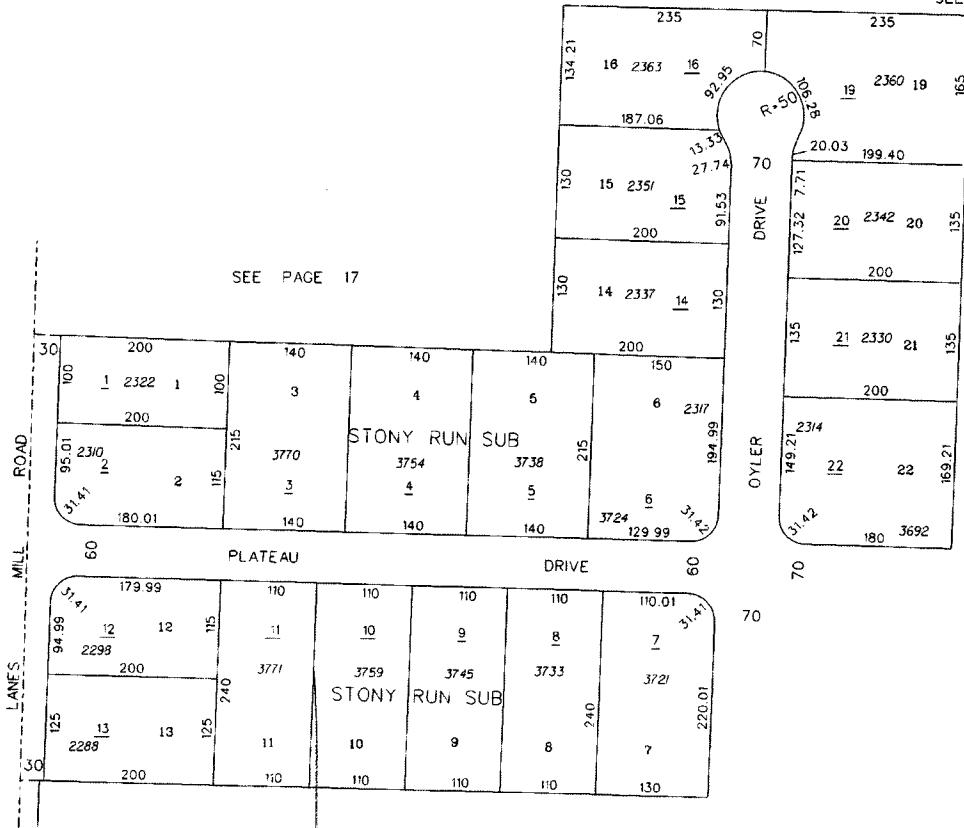 SEE
235 70 235
134.21 16 2363 16 92.95 R=50 106.28 19 2360 19 165
187.06 13.33 20.03 199.40
27.74 70 7.71
130 15 2351 15 91.53 DRIVE 127.32 20 2342 20 135
200 200
SEE PAGE 17
130 14 2337 14 130 135 21 2330 21 135
200 200
30 200 140 140 140 150
100 1 2322 1 100 3 4 5 6 2317
200
STONY RUN SUB
95.01 2310 2 2 115 215 3770 3754 3738 215 194.99 OYLER 149.21 2314 22 22 169.21
3 4 5 6
31.41 3724 31.42 31.42 3692
180.01 140 140 140 129.99 180
60 PLATEAU DRIVE 60 70
LANES MILL ROAD
179.99 110 110 110 110.01 70
31.41 31.41
94.99 12 12 115 11 10 9 8 7
2298 3771 3759 3745 3733 3721
200
240 STONY RUN SUB 240 220.01
125 13 13 125
2288 11 10 9 8 7
30 200 110 110 110 110 130